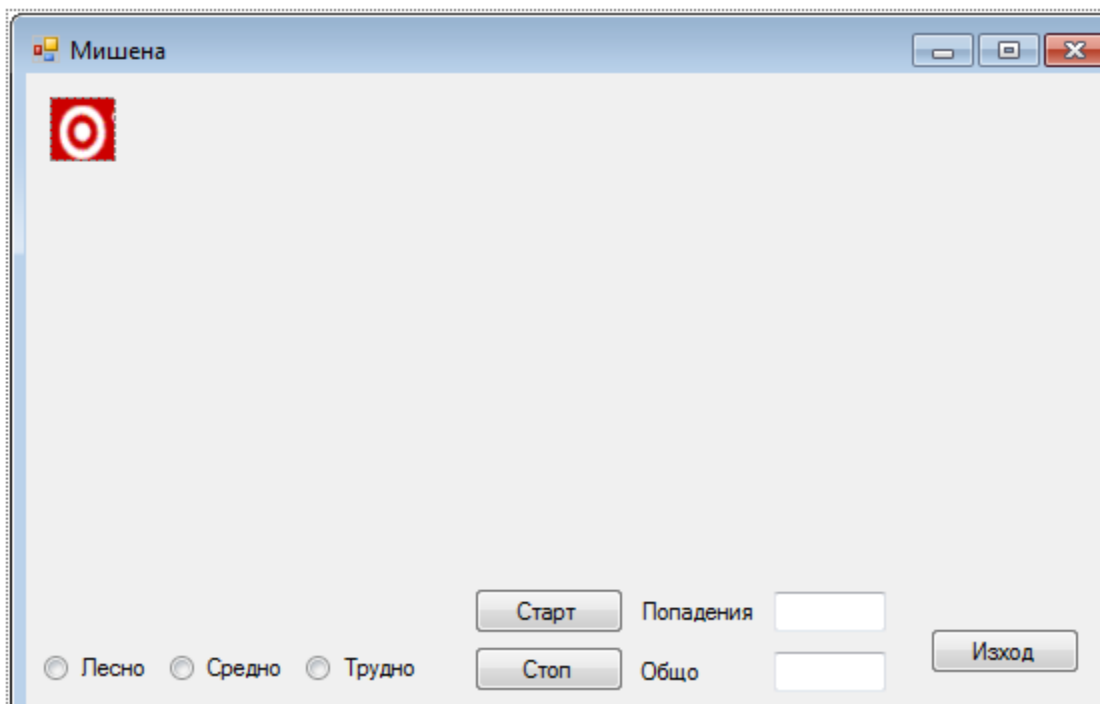 Мишена
Старт Попадения
Изход
Лесно Средно Трудно Стоп Общо